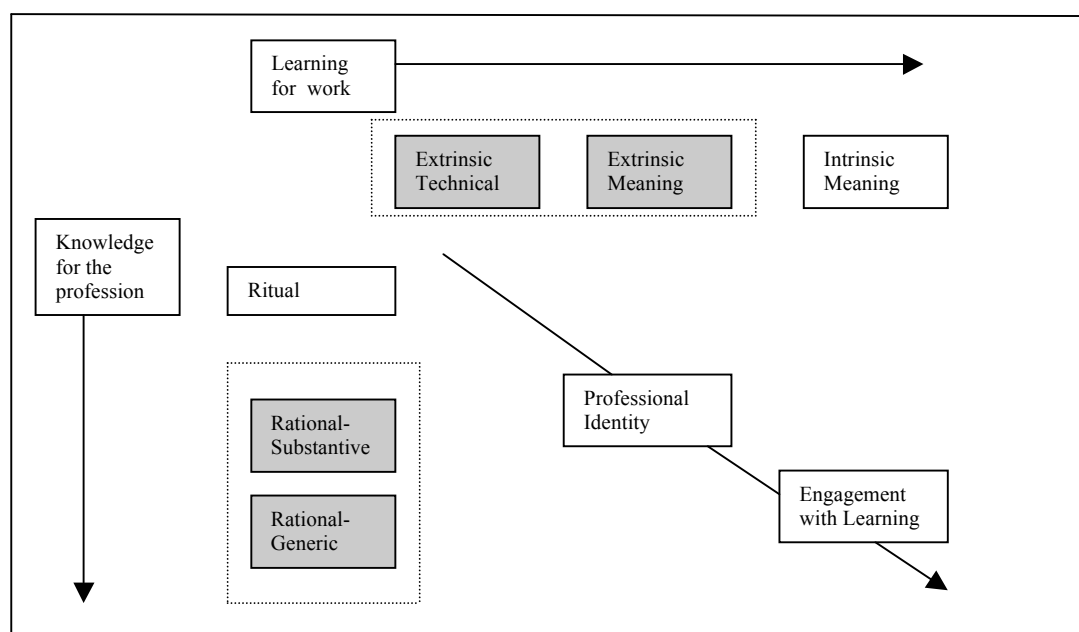 Learning
for work
Extrinsic
Technical
Extrinsic
Meaning
Intrinsic
Meaning
Knowledge
for the
profession
Ritual
Professional
Identity
Rational-
Substantive
Engagement
with Learning
Rational-
Generic